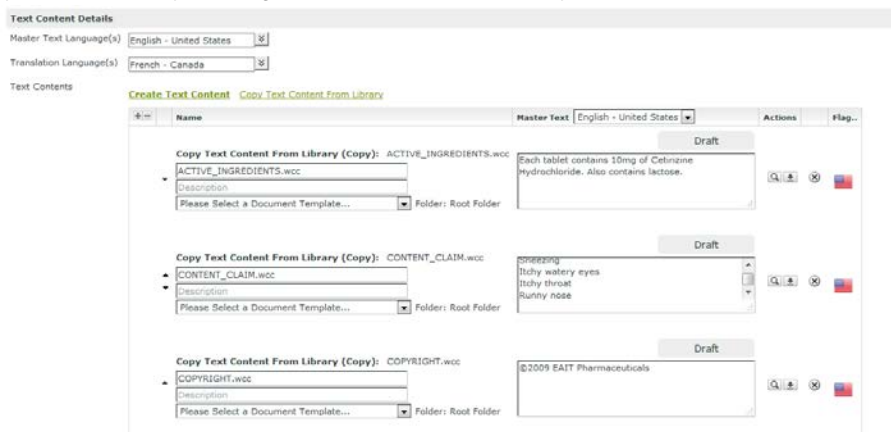 Text Content Details
Master Text Language(s) English - United States
Translation Language(s) French - Canada
Text Contents
Create Text Content Copy Text Content From Library
Name Master Text English - United States Actions Flag..
Draft
Copy Text Content From Library (Copy): ACTIVE_INGREDIENTS.wcc
ACTIVE_INGREDIENTS.wcc
Description
Please Select a Document Template... Folder: Root Folder
Each tablet contains 10mg of Cetirizine
Hydrochloride. Also contains lactose.
Draft
Copy Text Content From Library (Copy): CONTENT_CLAIM.wcc
CONTENT_CLAIM.wcc
Description
Please Select a Document Template... Folder: Root Folder
Sneezing
Itchy watery eyes
Itchy throat
Runny nose
Draft
Copy Text Content From Library (Copy): COPYRIGHT.wcc
COPYRIGHT.wcc
Description
Please Select a Document Template... Folder: Root Folder
©2009 EAIT Pharmaceuticals